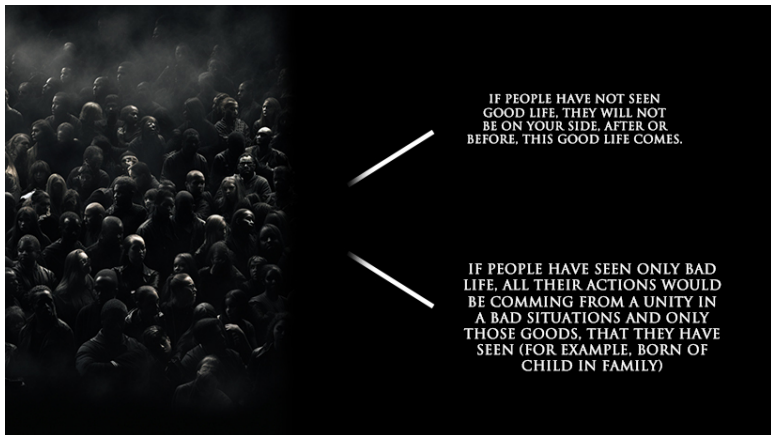 IF PEOPLE HAVE NOT SEEN
GOOD LIFE, THEY WILL NOT
BE ON YOUR SIDE, AFTER OR
BEFORE, THIS GOOD LIFE COMES.
IF PEOPLE HAVE SEEN ONLY BAD
LIFE, ALL THEIR ACTIONS WOULD
BE COMMING FROM A UNITY IN
A BAD SITUATIONS AND ONLY
THOSE GOODS, THAT THEY HAVE
SEEN (FOR EXAMPLE, BORN OF
CHILD IN FAMILY)